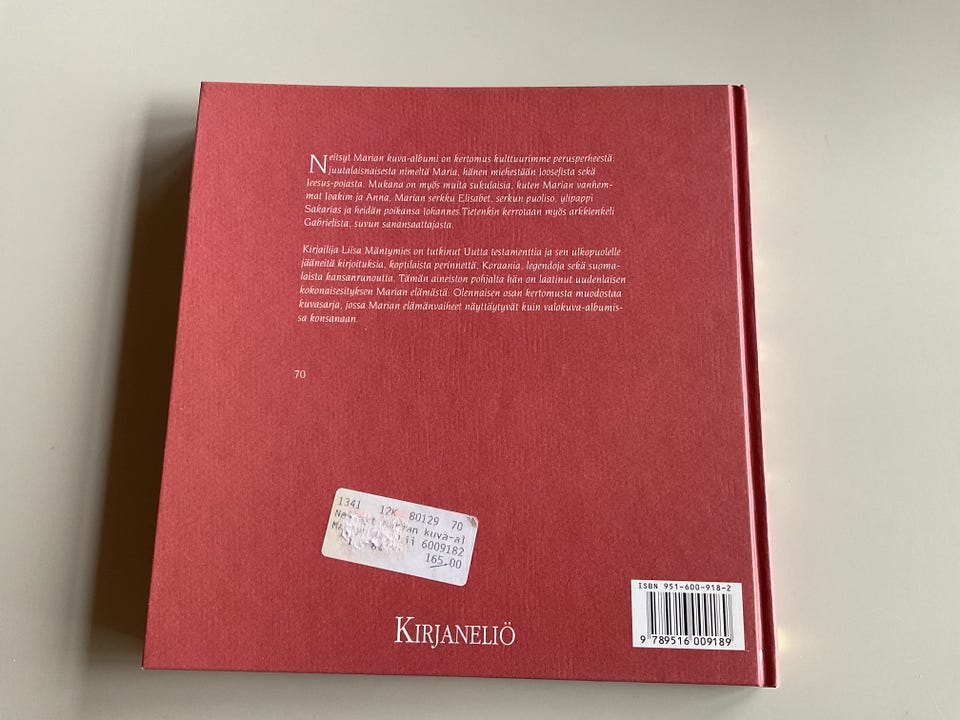 Neitsyt Marian kuva-albumi on kertomus kulttuurimme perusperheestä:
juutalaisnaisesta nimeltä Maria, hänen miehestään Joosefista sekä
Jeesus-pojasta. Mukana on myös muita sukulaisia, kuten Marian vanhem-
mat Joakim ja Anna, Marian serkku Elisabet, serkun puoliso, ylipappi
Sakarias ja heidän poikansa Johannes.Tietenkin kerrotaan myös arkkienkeli
Gabrielista, suvun sanansaattajasta.
Kirjailija Liisa Mäntymies on tutkinut Uutta testamenttia ja sen ulkopuolelle
jääneitä kirjoituksia, koptilaista perinnettä, Koraania, legendoja sekä suoma-
laista kansanrunoutta. Tämän aineiston pohjalta hän on laatinut uudenlaisen
kokonaisesityksen Marian elämästä. Olennaisen osan kertomusta muodostaa
kuvasarja, jossa Marian elämänvaiheet näyttäytyvät kuin valokuva-albumis-
sa konsanaan.
70
1341 12K 80129 70
kuva-al
6009182
165.00
KIRJANELIÖ
ISBN 951-600-918-2
9 789516 009189